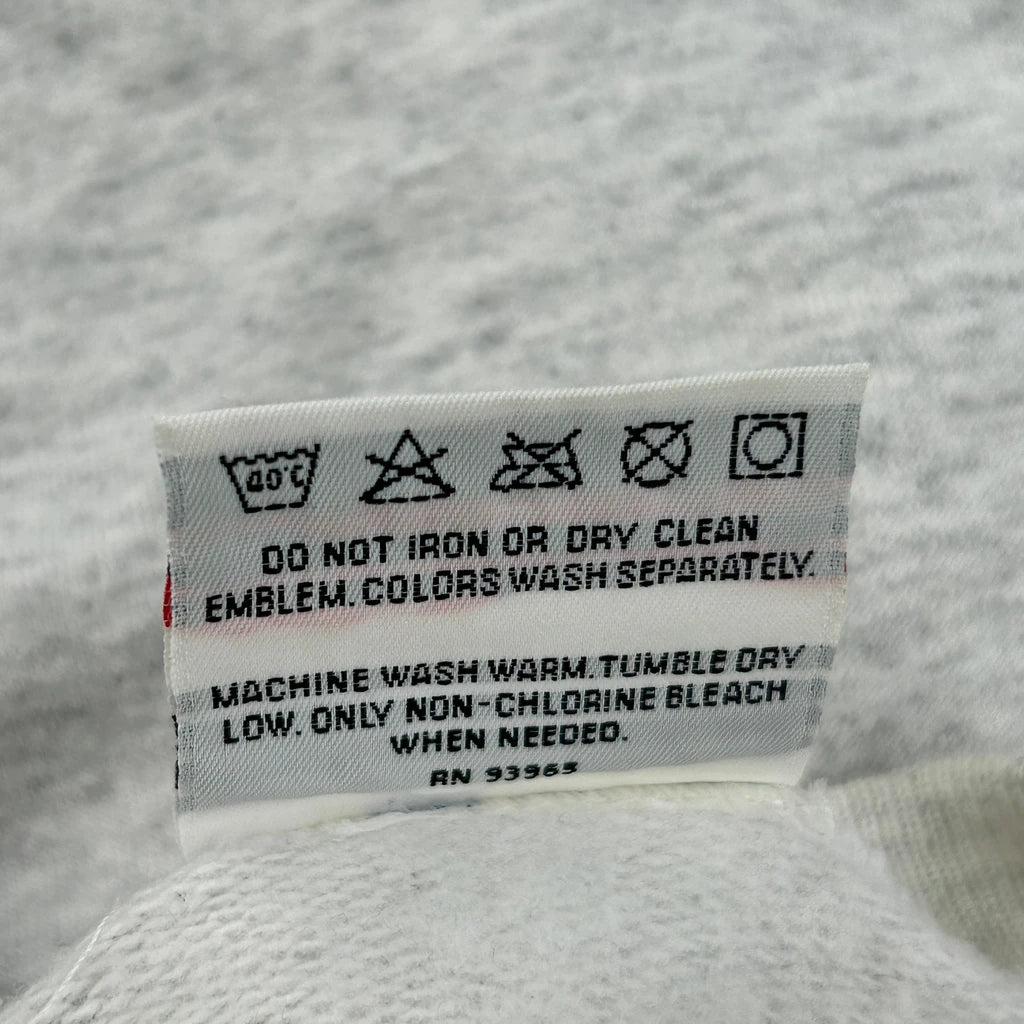 40°C
DO NOT IRON OR DRY CLEAN
EMBLEM. COLORS WASH SEPARATELY.
MACHINE WASH WARM. TUMBLE DRY
LOW. ONLY NON-CHLORINE BLEACH
WHEN NEEDED.
RN 93965